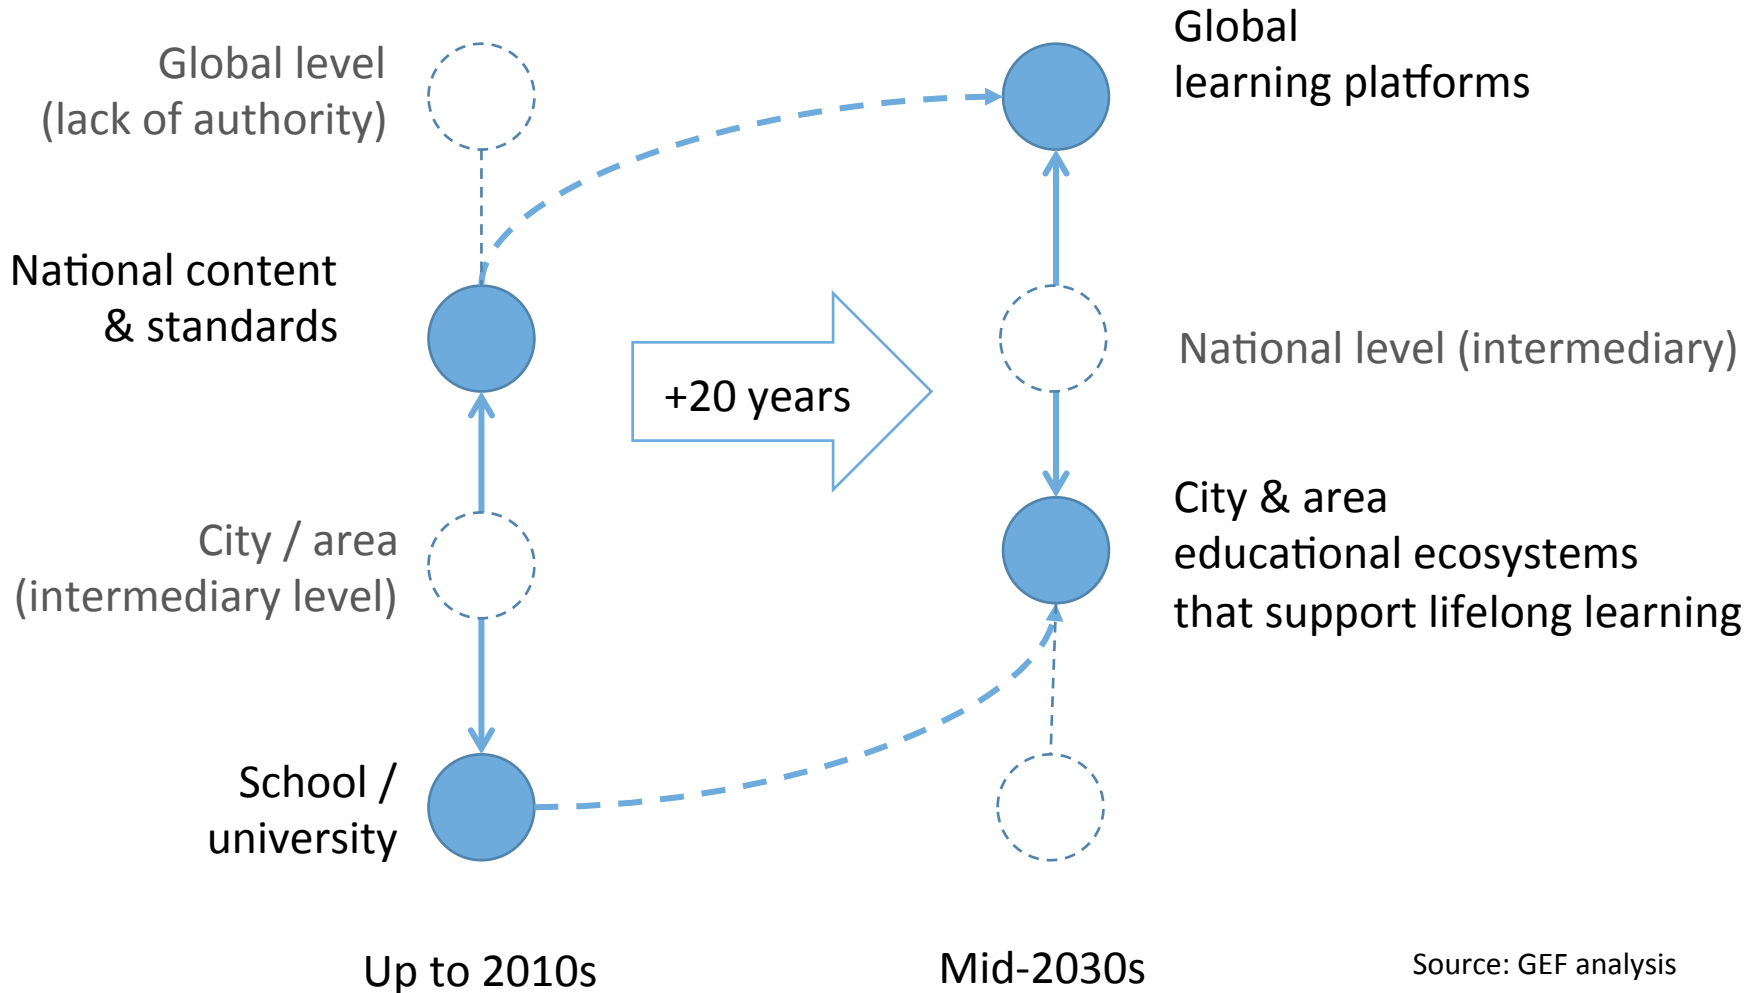 Global level
(lack of authority)
National content
& standards
City / area
(intermediary level)
School /
university
Up to 2010s
+20 years
Global
learning platforms
National level (intermediary)
City & area
educational ecosystems
that support lifelong learning
Mid-2030s
Source: GEF analysis